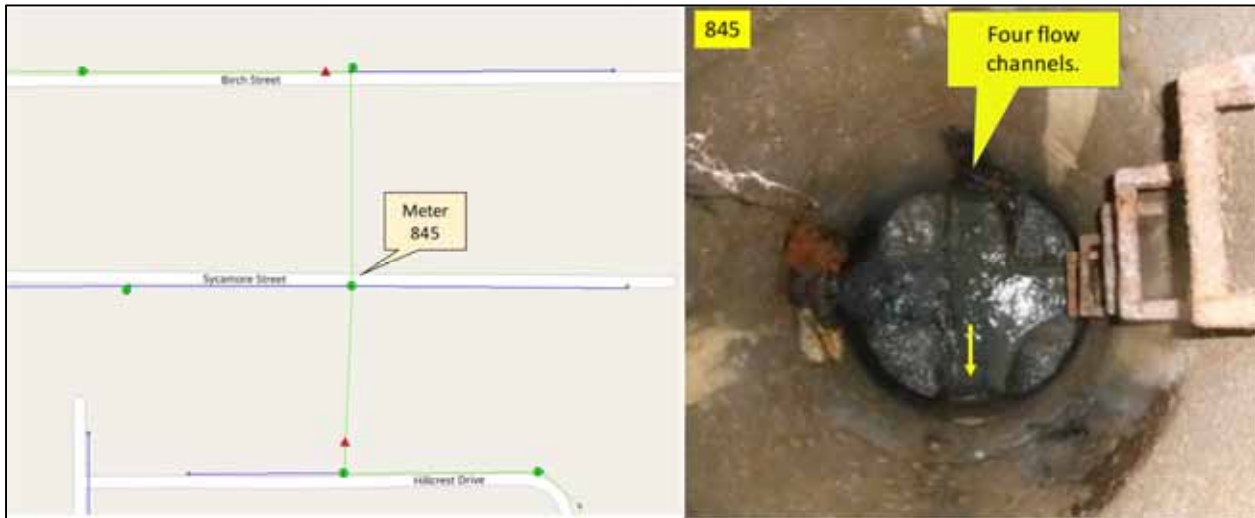 Birch Street
Meter
845
Sycamore Street
Hillcrest Drive
845
Four flow
channels.